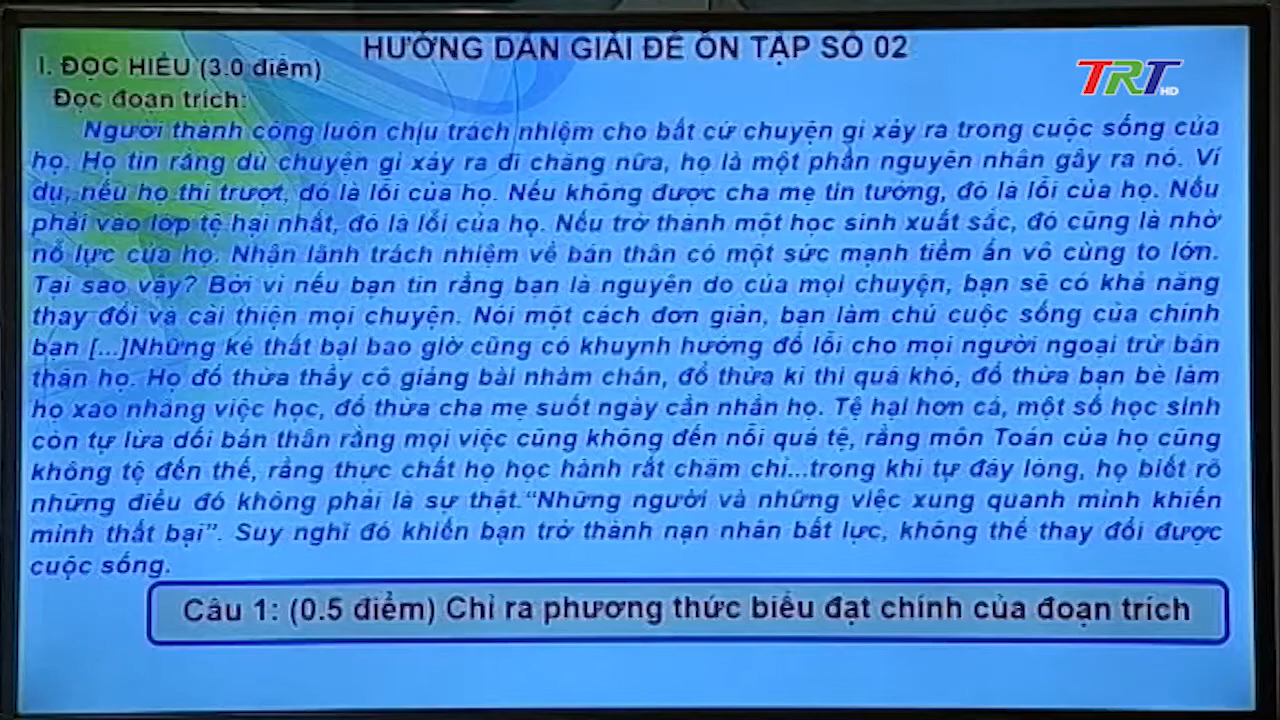 HƯỚNG DẪN GIẢI ĐỀ ÔN TẬP SỐ 02
TRT HD
I. ĐỌC HIỂU (3.0 điểm)
Đọc đoạn trích:
Người thành công luôn chịu trách nhiệm cho bất cứ chuyện gì xảy ra trong cuộc sống của
họ. Họ tin rằng dù chuyện gì xảy ra đi chăng nữa, họ là một phần nguyên nhân gây ra nó. Ví
dụ, nếu họ thi trượt, đó là lỗi của họ. Nếu không được cha mẹ tin tưởng, đó là lỗi của họ. Nếu
phải vào lớp tệ hại nhất, đó là lỗi của họ. Nếu trở thành một học sinh xuất sắc, đó cũng là nhờ
nỗ lực của họ. Nhận lãnh trách nhiệm về bản thân có một sức mạnh tiềm ẩn vô cùng to lớn.
Tại sao vậy? Bởi vì nếu bạn tin rằng bạn là nguyên do của mọi chuyện, bạn sẽ có khả năng
thay đổi và cải thiện mọi chuyện. Nói một cách đơn giản, bạn làm chủ cuộc sống của chính
bạn [...]Những kẻ thất bại bao giờ cũng có khuynh hướng đổ lỗi cho mọi người ngoại trừ bản
thân họ. Họ đổ thừa thầy cô giảng bài nhàm chán, đổ thừa kì thi quá khó, đổ thừa bạn bè làm
họ xao nhãng việc học, đổ thừa cha mẹ suốt ngày cằn nhằn họ. Tệ hại hơn cả, một số học sinh
còn tự lừa dối bản thân rằng mọi việc cũng không đến nỗi quá tệ, rằng môn Toán của họ cũng
không tệ đến thế, rằng thực chất họ học hành rất chăm chỉ...trong khi tự đáy lòng, họ biết rõ
những điều đó không phải là sự thật.“Những người và những việc xung quanh mình khiến
mình thất bại”. Suy nghĩ đó khiến bạn trở thành nạn nhân bất lực, không thể thay đổi được
cuộc sống.
Câu 1: (0.5 điểm) Chỉ ra phương thức biểu đạt chính của đoạn trích